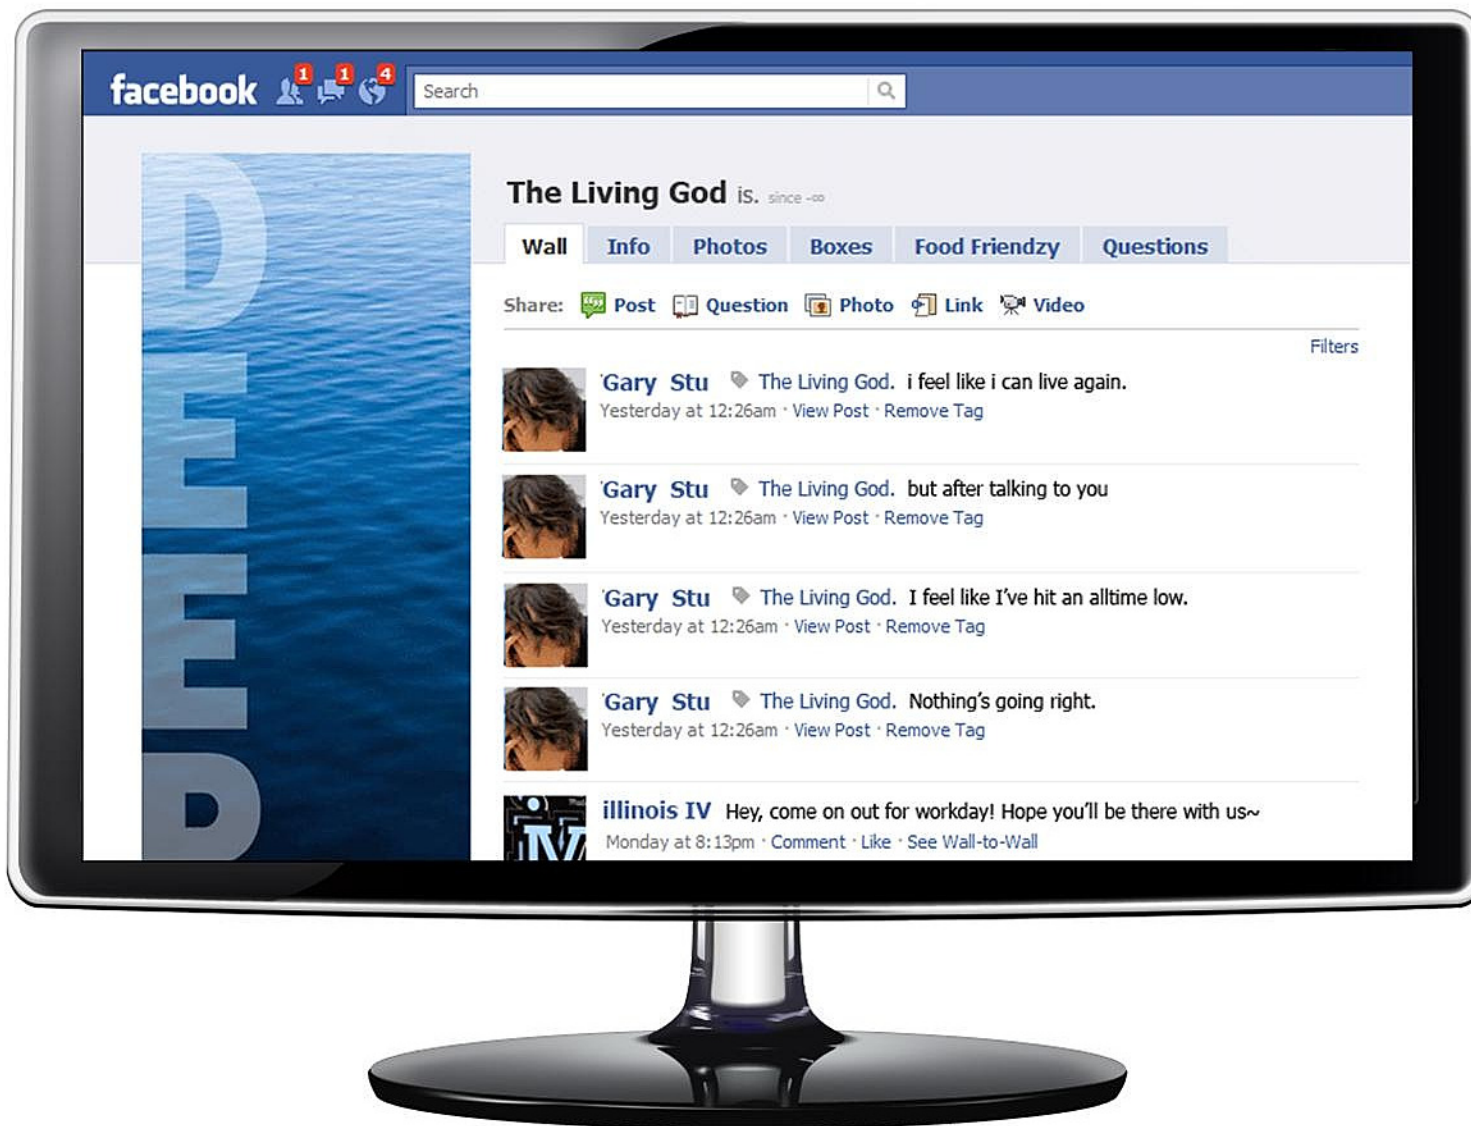 facebook 1 1 4 Search
The Living God is. since -∞
Wall Info Photos Boxes Food Friendzy Questions
Share: Post Question Photo Link Video
Filters
'Gary Stu The Living God. i feel like i can live again.
Yesterday at 12:26am · View Post · Remove Tag
'Gary Stu The Living God. but after talking to you
Yesterday at 12:26am · View Post · Remove Tag
'Gary Stu The Living God. I feel like I've hit an alltime low.
Yesterday at 12:26am · View Post · Remove Tag
'Gary Stu The Living God. Nothing's going right.
Yesterday at 12:26am · View Post · Remove Tag
illinois IV Hey, come on out for workday! Hope you'll be there with us~
Monday at 8:13pm · Comment · Like · See Wall-to-Wall
DEEP
IV